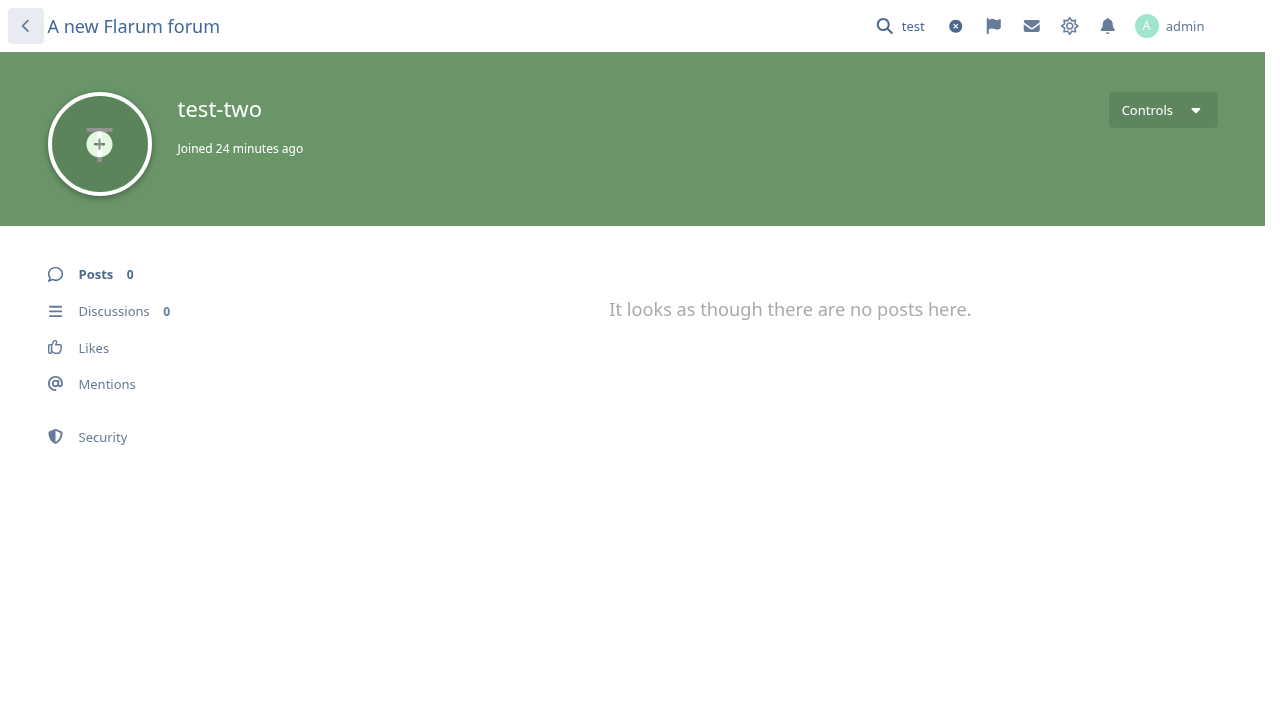 A new Flarum forum
test
A admin
test-two
Joined 24 minutes ago
Controls
Posts 0
Discussions 0
Likes
Mentions
Security
It looks as though there are no posts here.